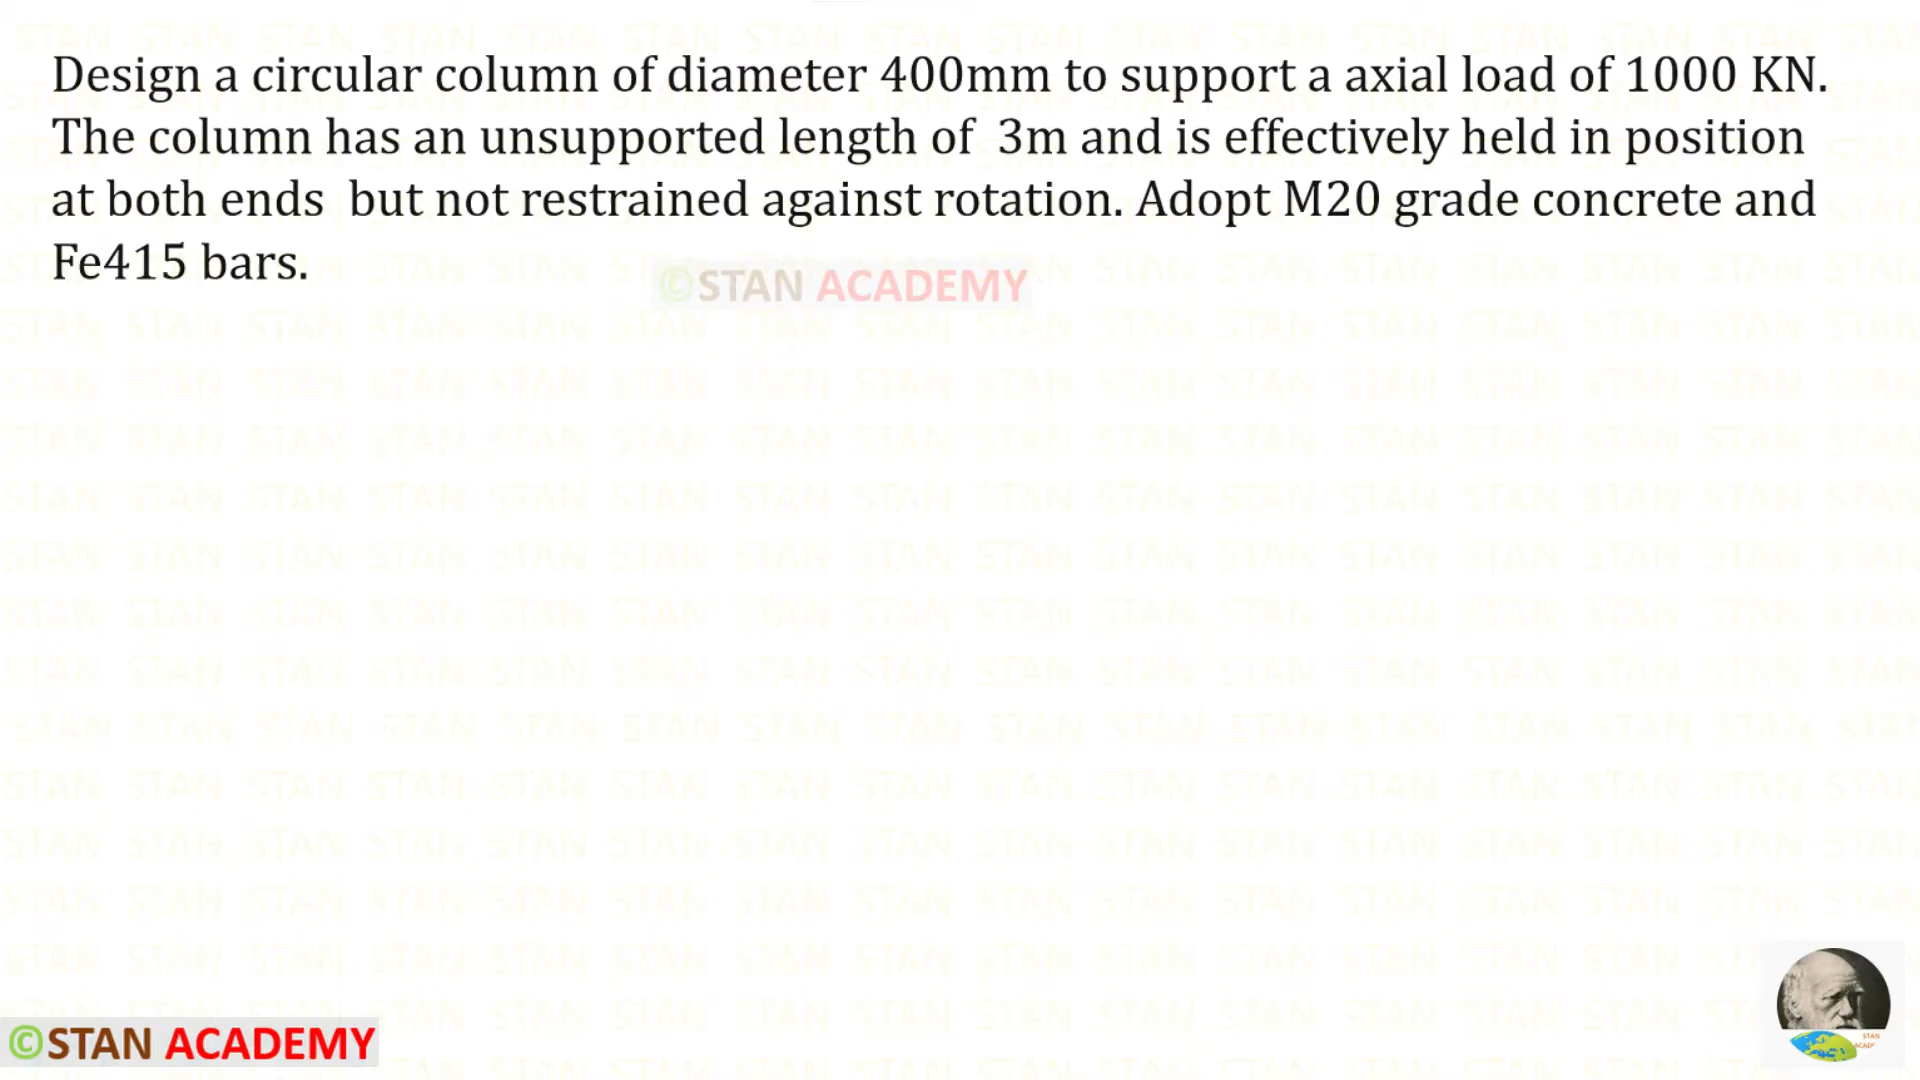 Design a circular column of diameter 400mm to support a axial load of 1000 KN.
The column has an unsupported length of 3m and is effectively held in position
at both ends but not restrained against rotation. Adopt M20 grade concrete and
Fe415 bars.
©STAN ACADEMY
©STAN ACADEMY